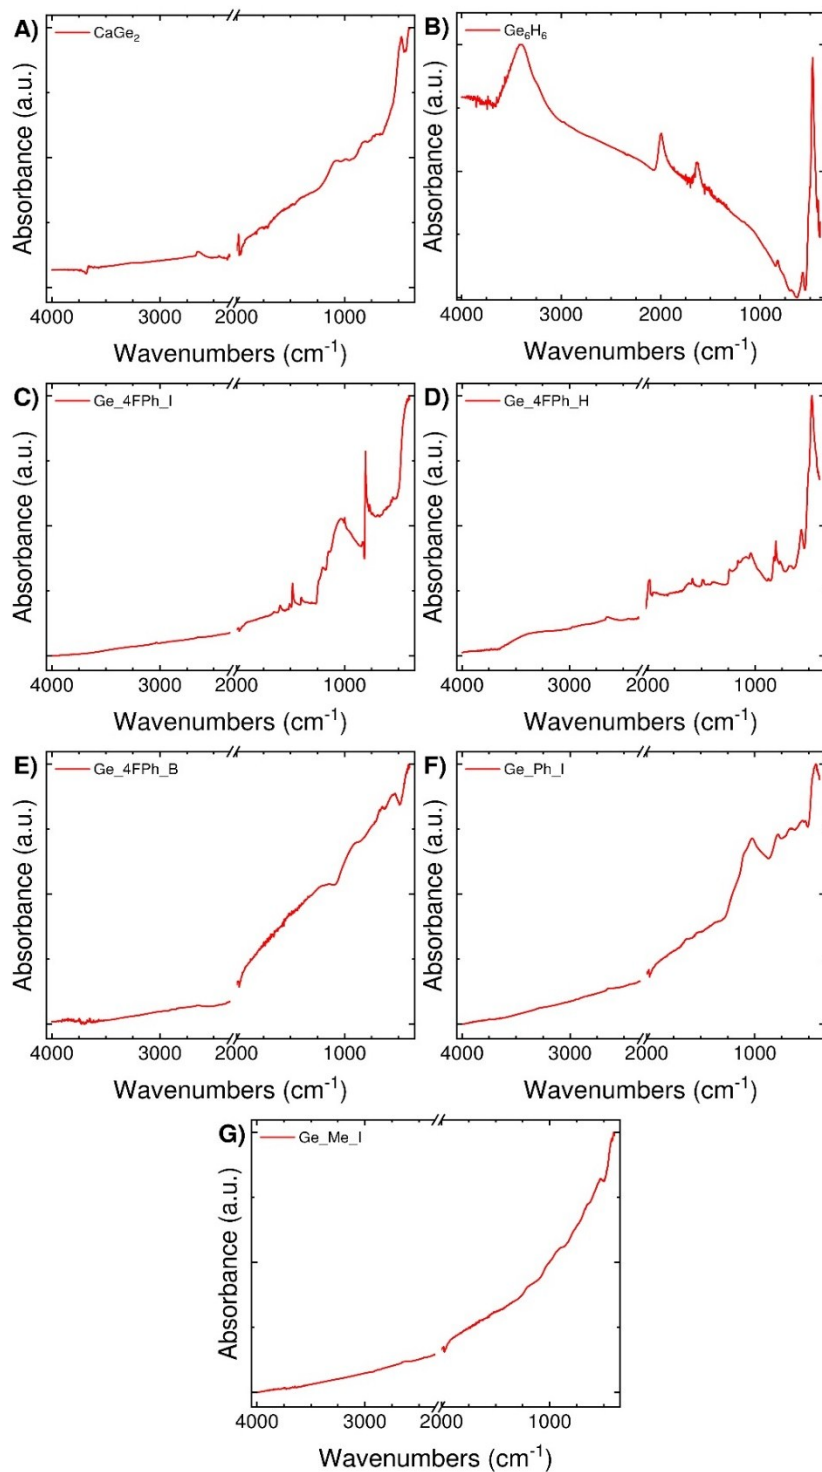 A)
CaGe₂
Absorbance (a.u.)
4000 3000 2000 1000
Wavenumbers (cm⁻¹)
B)
Ge₆H₆
Absorbance (a.u.)
4000 3000 2000 1000
Wavenumbers (cm⁻¹)
C)
Ge_4FPh_I
Absorbance (a.u.)
4000 3000 2000 1000
Wavenumbers (cm⁻¹)
D)
Ge_4FPh_H
Absorbance (a.u.)
4000 3000 2000 1000
Wavenumbers (cm⁻¹)
E)
Ge_4FPh_B
Absorbance (a.u.)
4000 3000 2000 1000
Wavenumbers (cm⁻¹)
F)
Ge_Ph_I
Absorbance (a.u.)
4000 3000 2000 1000
Wavenumbers (cm⁻¹)
G)
Ge_Me_I
Absorbance (a.u.)
4000 3000 2000 1000
Wavenumbers (cm⁻¹)